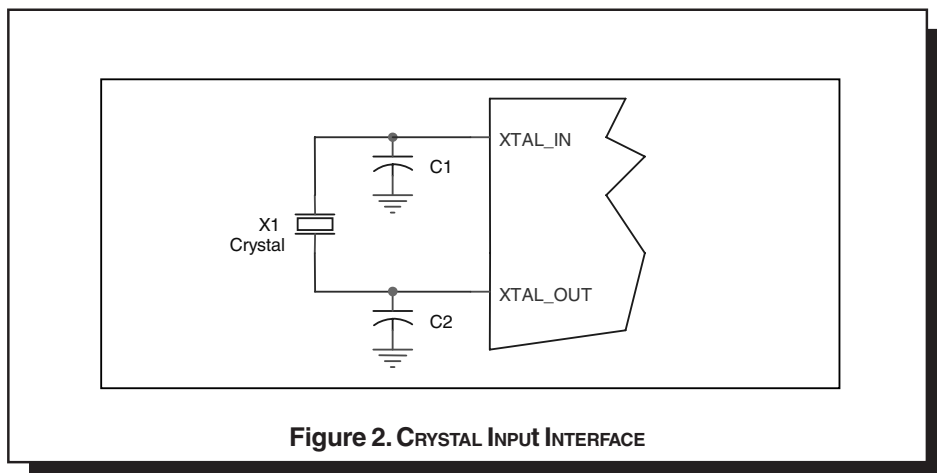 XTAL_IN
C1
X1
Crystal
XTAL_OUT
C2
Figure 2. CRYSTAL INPUT INTERFACE